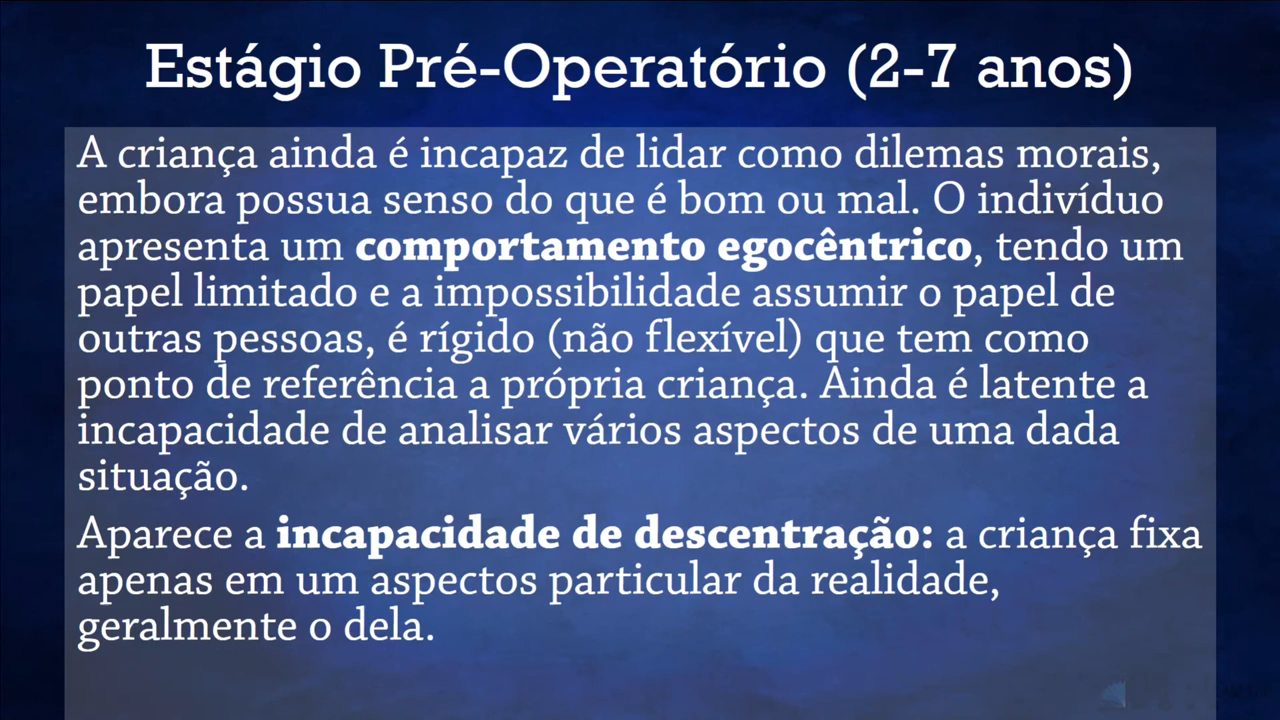 Estágio Pré-Operatório (2-7 anos)
A criança ainda é incapaz de lidar como dilemas morais,
embora possua senso do que é bom ou mal. O indivíduo
apresenta um comportamento egocêntrico, tendo um
papel limitado e a impossibilidade assumir o papel de
outras pessoas, é rígido (não flexível) que tem como
ponto de referência a própria criança. Ainda é latente a
incapacidade de analisar vários aspectos de uma dada
situação.
Aparece a incapacidade de descentração: a criança fixa
apenas em um aspectos particular da realidade,
geralmente o dela.